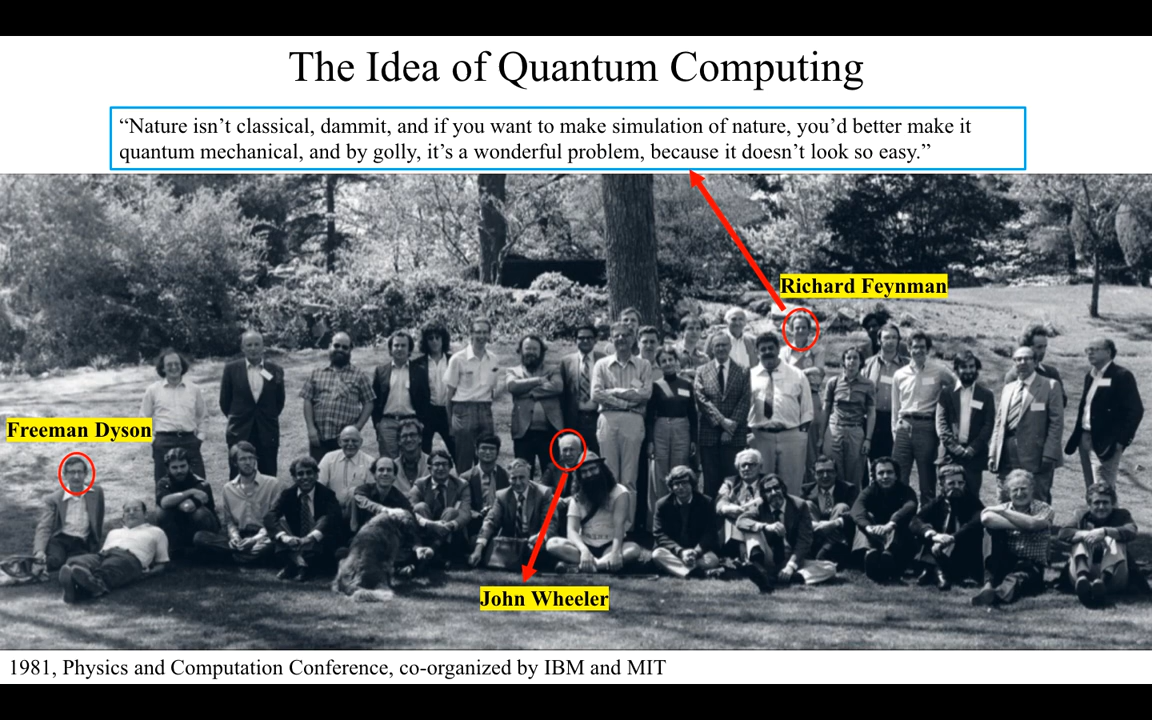 The Idea of Quantum Computing
“Nature isn’t classical, dammit, and if you want to make simulation of nature, you’d better make it
quantum mechanical, and by golly, it’s a wonderful problem, because it doesn’t look so easy.”
Richard Feynman
Freeman Dyson
John Wheeler
1981, Physics and Computation Conference, co-organized by IBM and MIT